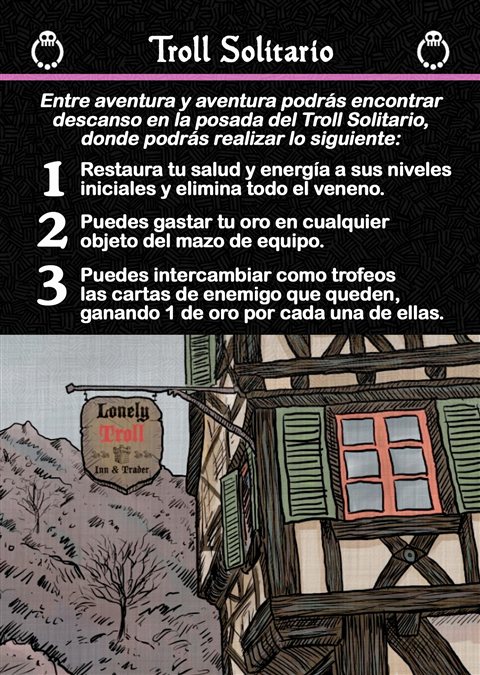 Troll Solitario
Entre aventura y aventura podrás encontrar
descanso en la posada del Troll Solitario,
donde podrás realizar lo siguiente:
1 Restaura tu salud y energía a sus niveles
iniciales y elimina todo el veneno.
2 Puedes gastar tu oro en cualquier
objeto del mazo de equipo.
3 Puedes intercambiar como trofeos
las cartas de enemigo que queden,
ganando 1 de oro por cada una de ellas.
Lonely
Troll
Inn & Trader